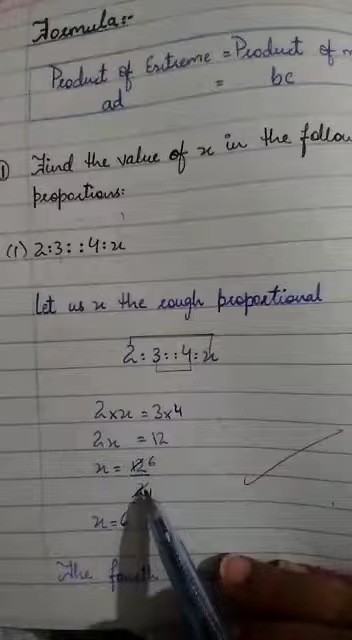 Formula:-
Product of Extreme = Product of m
ad = bc
1) Find the value of x in the follow
proportions:
(1) 2:3::4:x
Let us x the rough proportional
2:3::4:x
2×x = 3×4
2x = 12
x = 12 6
2
x = 6
The fourth